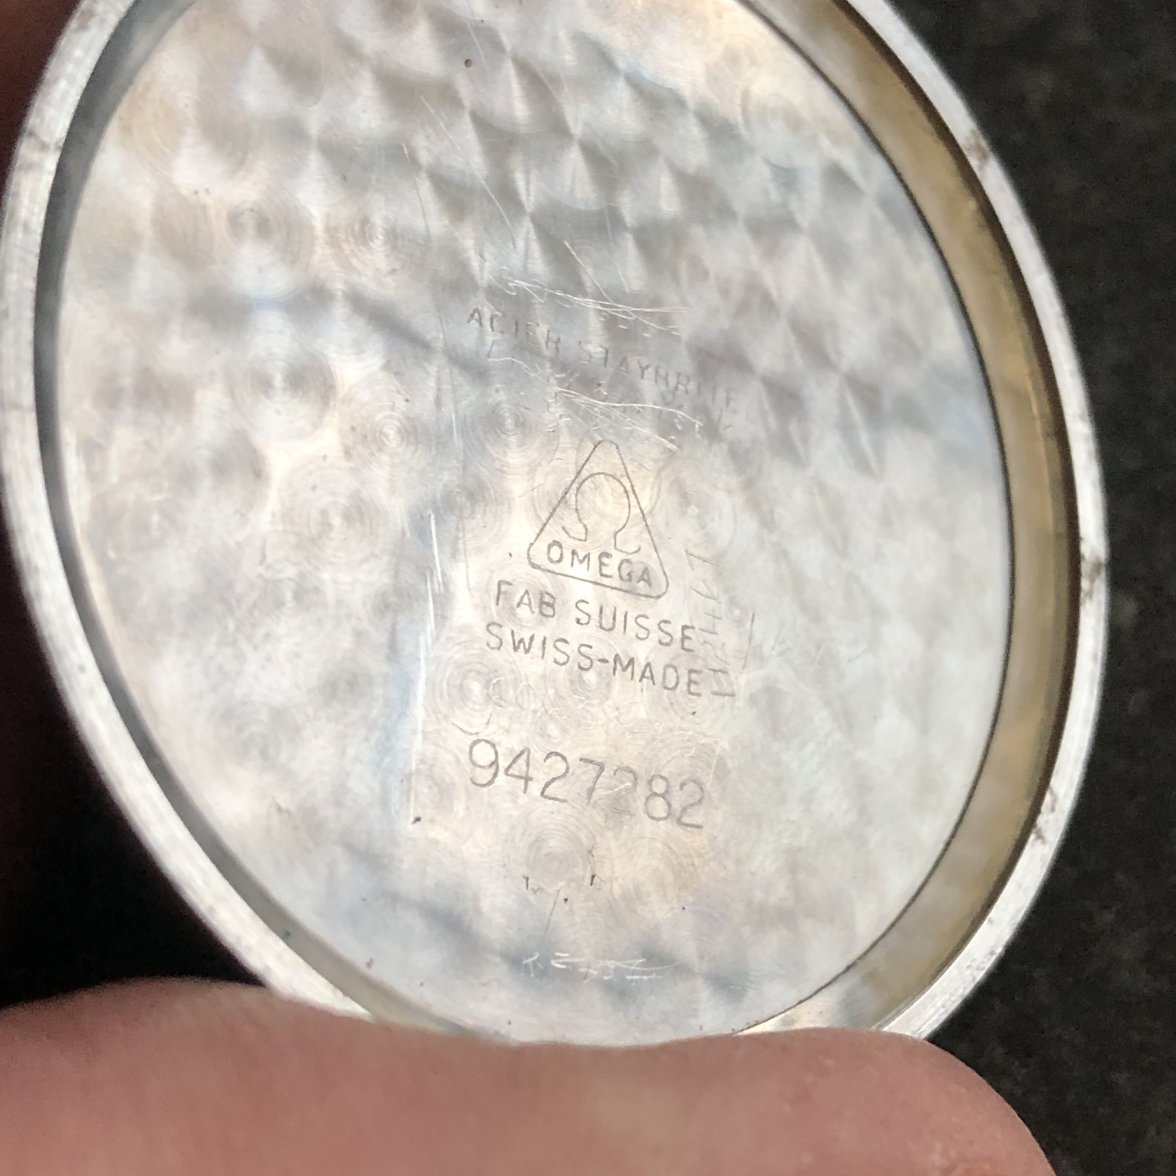 ACIER STAYBRITE
Ω
OMEGA
FAB SUISSE
SWISS-MADE
9427282